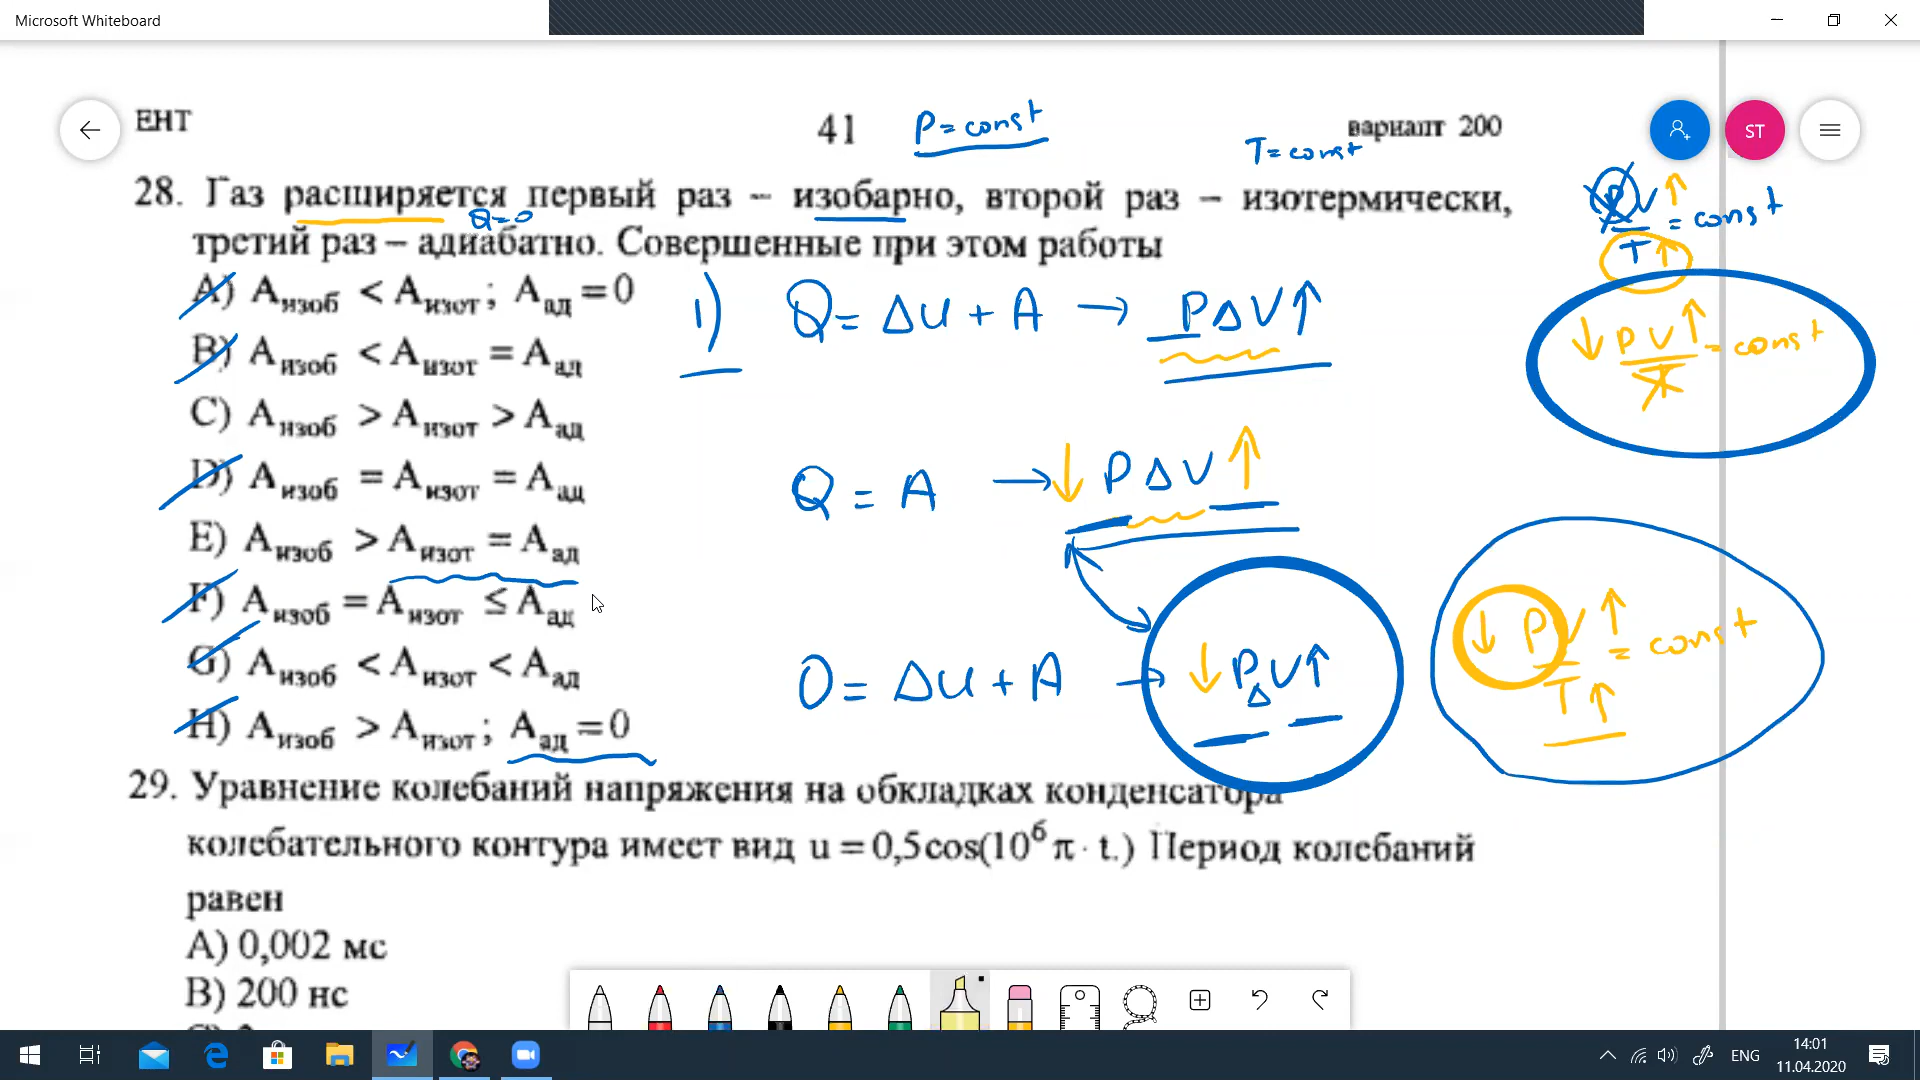 Microsoft Whiteboard
ЕНТ
41
P = const
вариант 200
ST
T = const
28. Газ расширяется первый раз – изобарно, второй раз – изотермически,
Q = 0
третий раз – адиабатно. Совершенные при этом работы
PV↑ / T↑ = const
A) Aизоб < Aизот ; Aад = 0
1) Q = ΔU + A → PΔV↑
↓PV↑ / T = const
B) Aизоб < Aизот = Aад
C) Aизоб > Aизот > Aад
D) Aизоб = Aизот = Aад
Q = A → ↓PΔV↑
E) Aизоб > Aизот = Aад
F) Aизоб = Aизот ≤ Aад
↓PV↑ / T↑ = const
G) Aизоб < Aизот < Aад
0 = ΔU + A → ↓PΔV↑
H) Aизоб > Aизот ; Aад = 0
29. Уравнение колебаний напряжения на обкладках конденсатора
колебательного контура имеет вид u = 0,5cos(10⁶ π · t.) Период колебаний
равен
A) 0,002 мс
B) 200 нс
ENG
14:01
11.04.2020